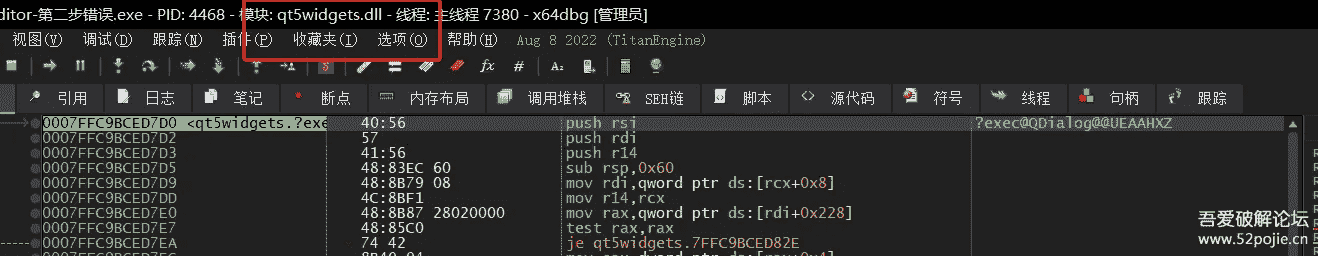 ditor-第二步错误.exe - PID: 4468 - 模块: qt5widgets.dll - 线程: 主线程 7380 - x64dbg [管理员]
视图(V) 调试(D) 跟踪(N) 插件(P) 收藏夹(I) 选项(O) 帮助(H) Aug 8 2022 (TitanEngine)
引用 日志 笔记 断点 内存布局 调用堆栈 SEH链 脚本 源代码 符号 线程 句柄 跟踪
0007FFC9BCED7D0 <qt5widgets.?exe 40:56 push rsi ?exec@QDialog@@UEAAHXZ
0007FFC9BCED7D2 57 push rdi
0007FFC9BCED7D3 41:56 push r14
0007FFC9BCED7D5 48:83EC 60 sub rsp,0x60
0007FFC9BCED7D9 48:8B79 08 mov rdi,qword ptr ds:[rcx+0x8]
0007FFC9BCED7DD 4C:8BF1 mov r14,rcx
0007FFC9BCED7E0 48:8B87 28020000 mov rax,qword ptr ds:[rdi+0x228]
0007FFC9BCED7E7 48:85C0 test rax,rax
0007FFC9BCED7EA 74 42 je qt5widgets.7FFC9BCED82E
吾爱破解论坛
www.52pojie.cn